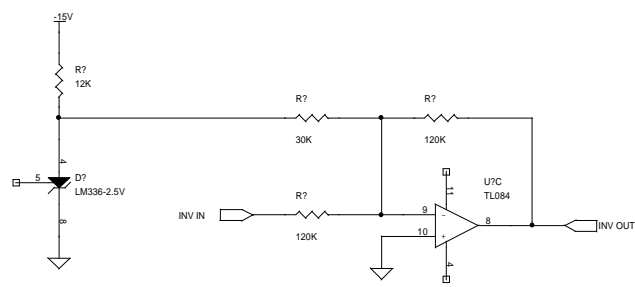 -15V
R?
12K
R?
30K
R?
120K
4
5
D?
LM336-2.5V
8
INV IN
R?
120K
U?C
TL084
11
9
10
8
4
INV OUT
-
+